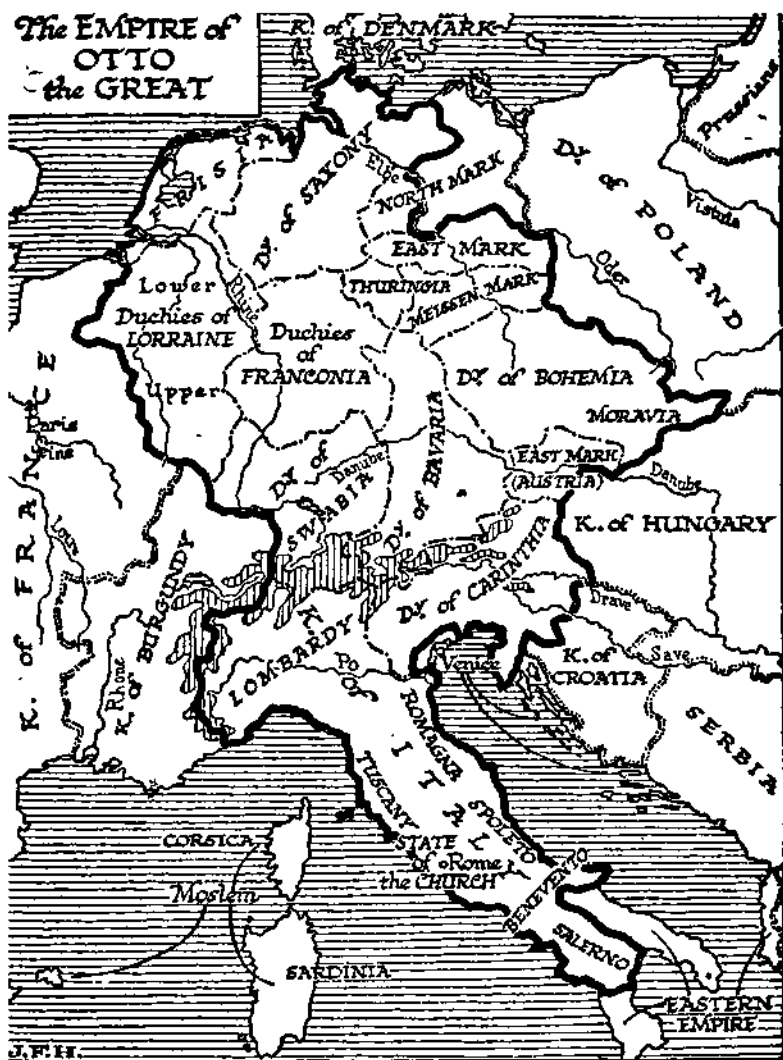 The EMPIRE of
OTTO
the GREAT
K. of DENMARK
Prussians
FRISIA
Dy. of SAXONY
Elbe
NORTH MARK
Dy. of POLAND
Vistula
Oder
EAST MARK
THURINGIA
MEISSEN MARK
Lower
Duchies of
LORRAINE
Upper
Rhine
Duchies
of
FRANCONIA
Dy. of BOHEMIA
MORAVIA
K. of FRANCE
Paris
Loire
Dy. of
SWABIA
Danube
Dy. of BAVARIA
EAST MARK
(AUSTRIA)
Danube
K. of HUNGARY
K. of BURGUNDY
Rhone
Dy. of CARINTHIA
Drave
Save
K. of
LOMBARDY
Po
Venice
K. of
CROATIA
SERBIA
ROMAGNA
ITALY
TUSCANY
SPOLETO
STATE
of Rome
the CHURCH
BENEVENTO
SALERNO
CORSICA
Moslem
SARDINIA
EASTERN
EMPIRE
J.F.H.